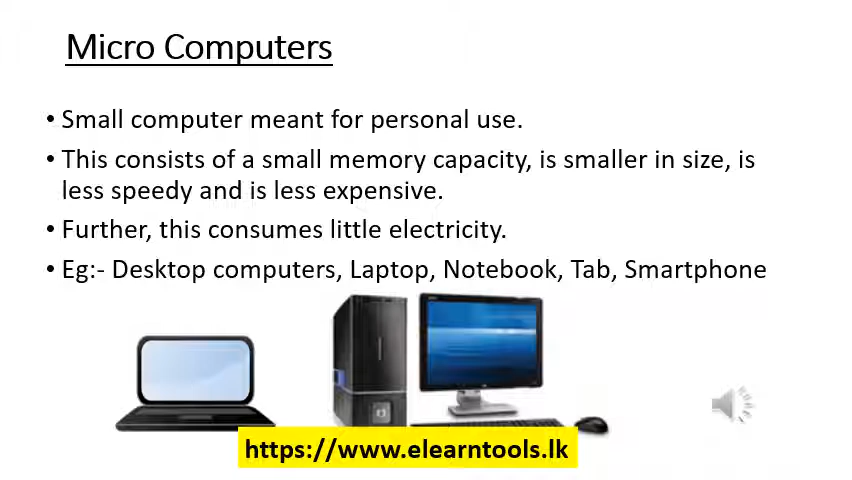 Micro Computers
• Small computer meant for personal use.
• This consists of a small memory capacity, is smaller in size, is
less speedy and is less expensive.
• Further, this consumes little electricity.
• Eg:- Desktop computers, Laptop, Notebook, Tab, Smartphone
https://www.elearntools.lk